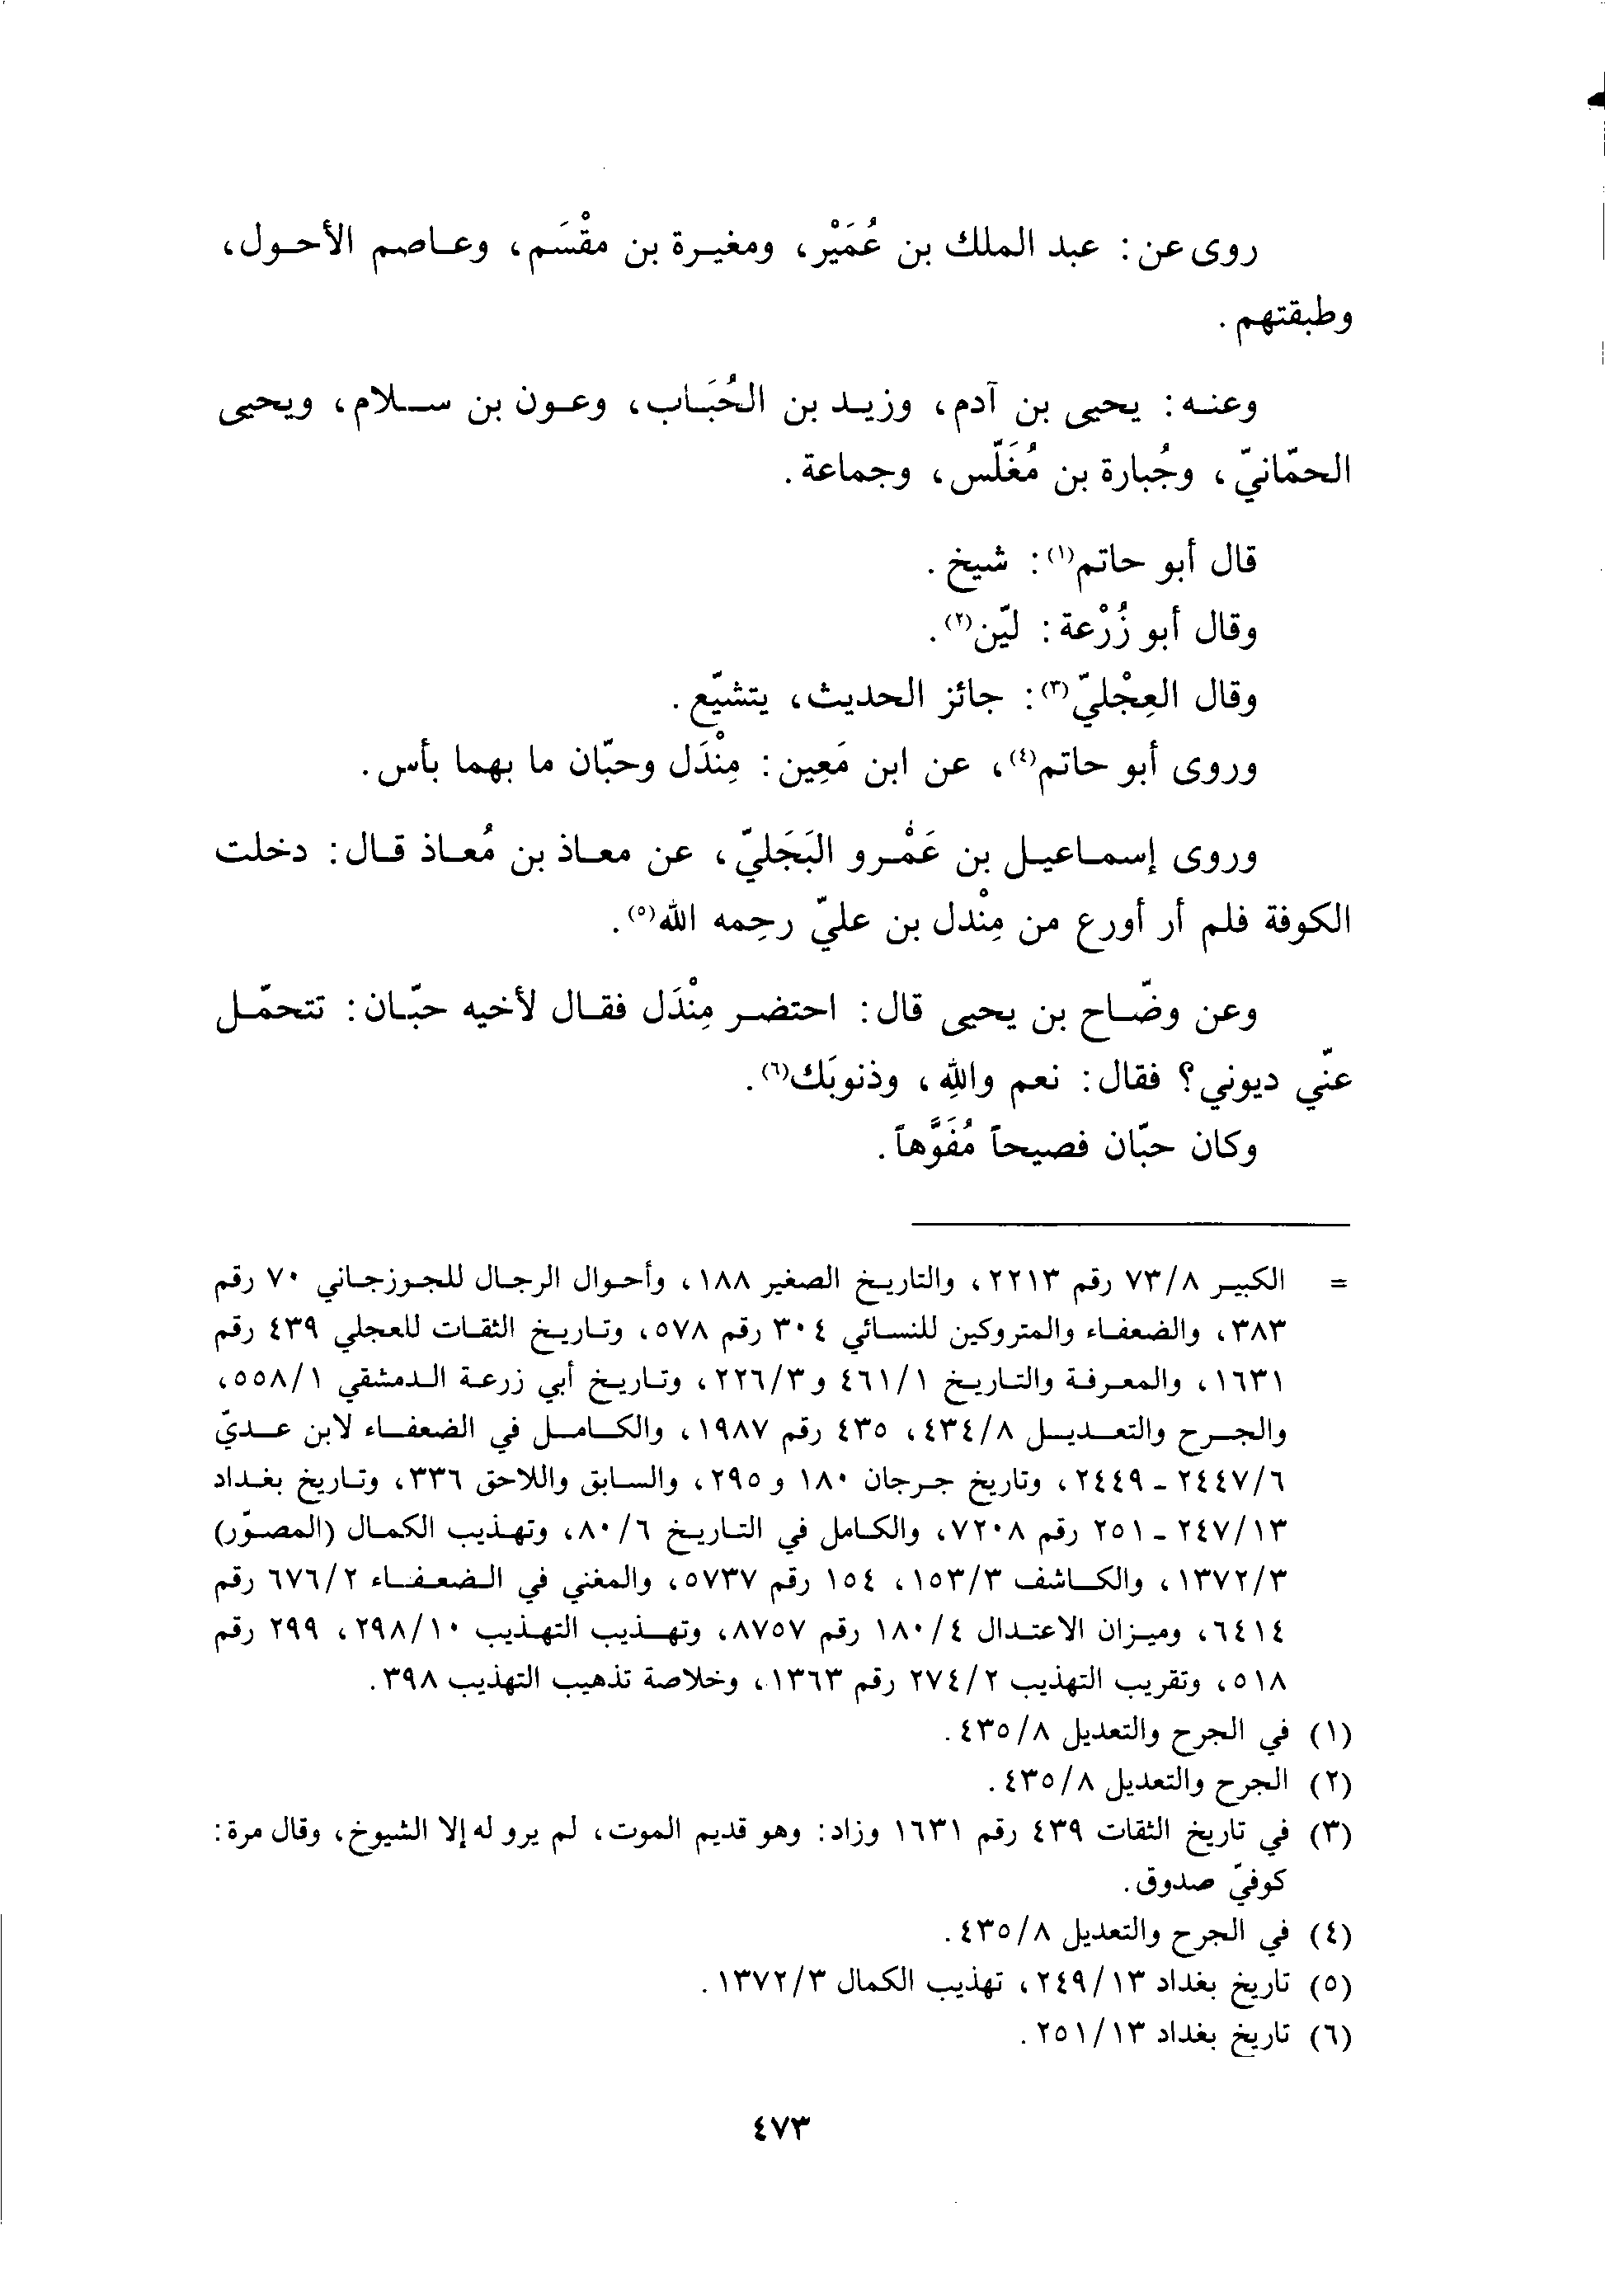 روى عن: عبد الملك بن عُمَيْر، ومغيرة بن مقْسَم، وعاصم الأحول،
وطبقتهم.
وعنه: يحيى بن آدم، وزيد بن الحُبَاب، وعون بن سلام، ويحيى
الحمّانيّ، وجُبارة بن مُغَلّس، وجماعة.
قال أبو حاتم(١): شيخ.
وقال أبو زُرْعة: ليّن(٢).
وقال العِجْليّ(٣): جائز الحديث، يتشيّع.
وروى أبو حاتم(٤)، عن ابن مَعِين: مِنْدَل وحبّان ما بهما بأس.
وروى إسماعيل بن عَمْرو البَجَليّ، عن معاذ بن مُعاذ قال: دخلت
الكوفة فلم أر أورع من مِنْدل بن عليّ رحِمه الله(٥).
وعن وضّاح بن يحيى قال: احتضر مِنْدَل فقال لأخيه حبّان: تتحمّل
عنّي ديوني؟ فقال: نعم واللهِ، وذنوبَك(٦).
وكان حبّان فصيحاً مُفَوَّهاً.
= الكبير ٧٣/٨ رقم ٢٢١٣، والتاريخ الصغير ١٨٨، وأحوال الرجال للجوزجاني ٧٠ رقم
٣٨٣، والضعفاء والمتروكين للنسائي ٣٠٤ رقم ٥٧٨، وتاريخ الثقات للعجلي ٤٣٩ رقم
١٦٣١، والمعرفة والتاريخ ٤٦١/١ و٢٢٦/٣، وتاريخ أبي زرعة الدمشقي ٥٥٨/١،
والجرح والتعديل ٤٣٤/٨، ٤٣٥ رقم ١٩٨٧، والكامل في الضعفاء لابن عديّ
٢٤٤٧/٦ - ٢٤٤٩، وتاريخ جرجان ١٨٠ و ٢٩٥، والسابق واللاحق ٣٣٦، وتاريخ بغداد
٢٤٧/١٣ - ٢٥١ رقم ٧٢٠٨، والكامل في التاريخ ٨٠/٦، وتهذيب الكمال (المصوّر)
١٣٧٢/٣، والكاشف ١٥٣/٣، ١٥٤ رقم ٥٧٣٧، والمغني في الضعفاء ٦٧٦/٢ رقم
٦٤١٤، وميزان الاعتدال ١٨٠/٤ رقم ٨٧٥٧، وتهذيب التهذيب ٢٩٨/١٠، ٢٩٩ رقم
٥١٨، وتقريب التهذيب ٢٧٤/٢ رقم ١٣٦٣، وخلاصة تذهيب التهذيب ٣٩٨.
(١) في الجرح والتعديل ٤٣٥/٨.
(٢) الجرح والتعديل ٤٣٥/٨.
(٣) في تاريخ الثقات ٤٣٩ رقم ١٦٣١ وزاد: وهو قديم الموت، لم يرو له إلا الشيوخ، وقال مرة:
كوفيّ صدوق.
(٤) في الجرح والتعديل ٤٣٥/٨.
(٥) تاريخ بغداد ٢٤٩/١٣، تهذيب الكمال ١٣٧٢/٣.
(٦) تاريخ بغداد ٢٥١/١٣.
٤٧٣